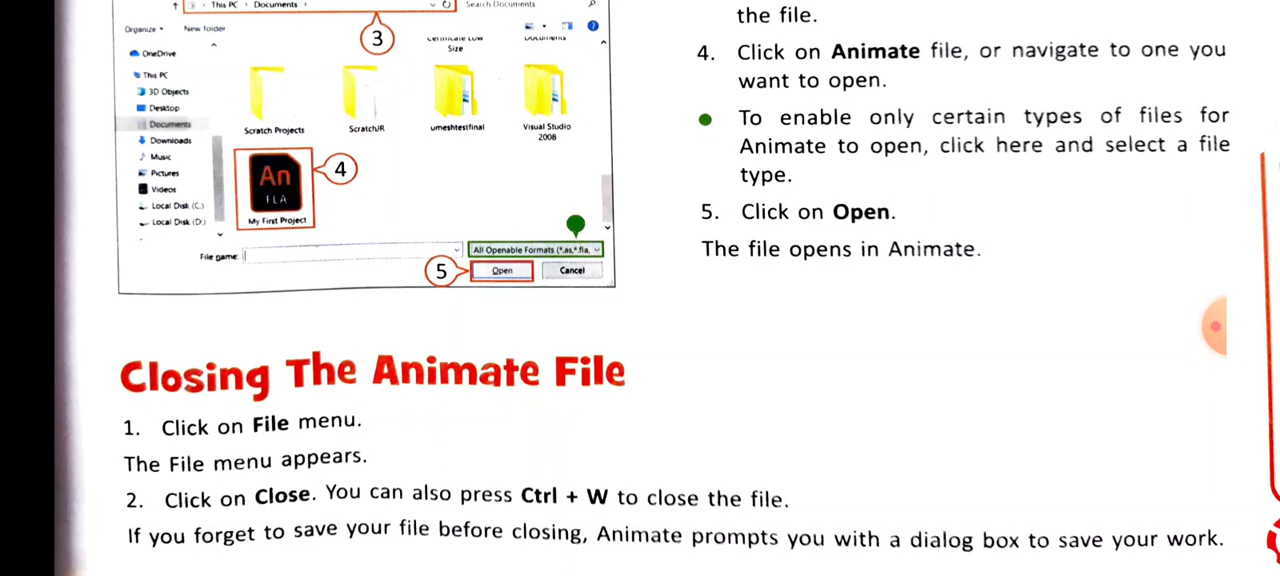 This PC > Documents >
Search Documents
Organize
New folder
?
3
OneDrive
This PC
3D Objects
Desktop
Documents
Downloads
Music
Pictures
Videos
Local Disk (C:)
Local Disk (D:)
Size
Scratch Projects
ScratchJR
umeshtestfinal
Visual Studio
2008
An
FLA
My First Project
4
File name:
All Openable Formats (*.as,*.fla,
5
Open
Cancel
the file.
4. Click on Animate file, or navigate to one you
want to open.
To enable only certain types of files for
Animate to open, click here and select a file
type.
5. Click on Open.
The file opens in Animate.
Closing The Animate File
1. Click on File menu.
The File menu appears.
2. Click on Close. You can also press Ctrl + W to close the file.
If you forget to save your file before closing, Animate prompts you with a dialog box to save your work.